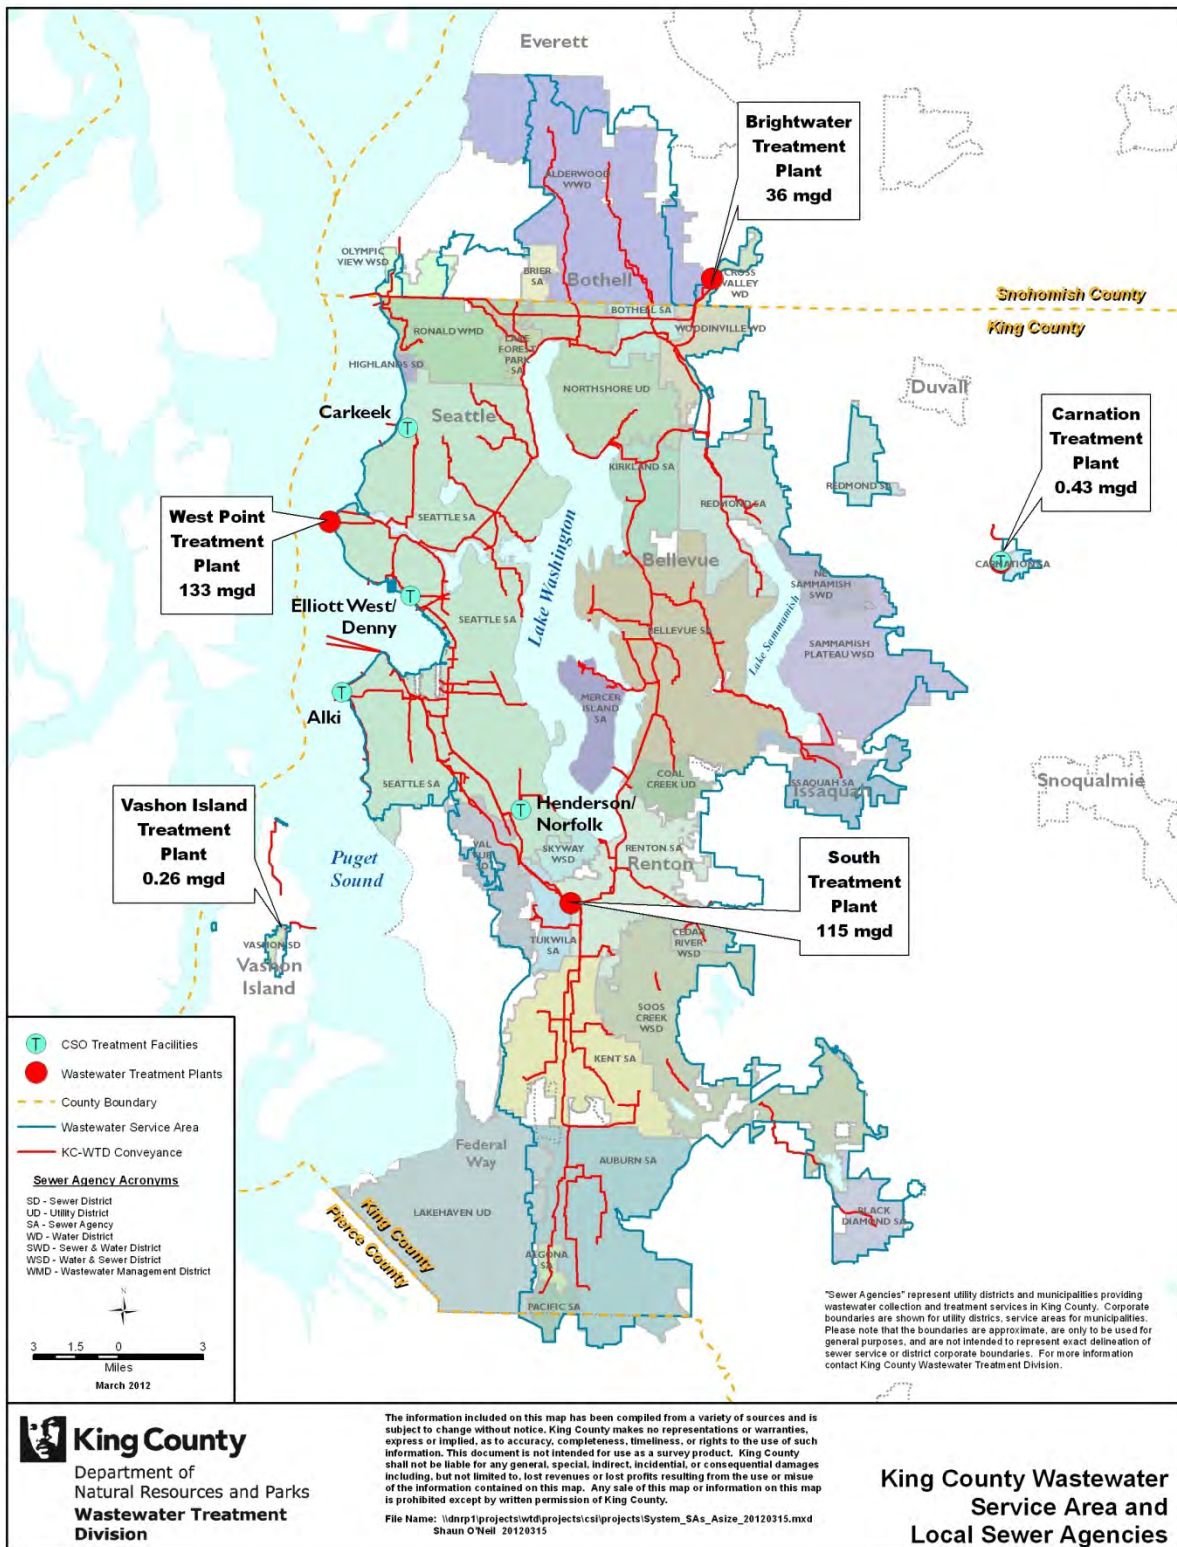 Everett
Brightwater
Treatment
Plant
36 mgd
ALDERWOOD
WWD
OLYMPIC
VIEW WSD
BRIER
SA
Bothell
CROSS
VALLEY
WD
Snohomish County
King County
BOTHELL SA
WOODINVILLE WD
RONALD WMD
LAKE
FOREST
PARK
SA
HIGHLANDS SD
NORTHSHORE UD
Duvall
Seattle
Carkeek
T
Carnation
Treatment
Plant
0.43 mgd
KIRKLAND SA
REDMOND SA
REDMOND SA
West Point
Treatment
Plant
133 mgd
SEATTLE SA
Lake Washington
Bellevue
T
CARNATION SA
NE
SAMMAMISH
SWD
Elliott West/
Denny
T
SEATTLE SA
BELLEVUE SA
Lake Sammamish
SAMMAMISH
PLATEAU WSD
T
Alki
MERCER
ISLAND
SA
SEATTLE SA
COAL
CREEK UD
ISSAQUAH SA
Issaquah
Snoqualmie
Vashon Island
Treatment
Plant
0.26 mgd
T
Henderson/
Norfolk
Puget
Sound
VAL
VUE
SD
SKYWAY
WSD
RENTON SA
Renton
South
Treatment
Plant
115 mgd
VASHON SD
Vashon
Island
TUKWILA
SA
CEDAR
RIVER
WSD
SOOS
CREEK
WSD
KENT SA
T CSO Treatment Facilities
Wastewater Treatment Plants
County Boundary
Wastewater Service Area
KC-WTD Conveyance
Sewer Agency Acronyms
SD - Sewer District
UD - Utility District
SA - Sewer Agency
WD - Water District
SWD - Sewer & Water District
WSD - Water & Sewer District
WMD - Wastewater Management District
N
3 1.5 0 3
Miles
March 2012
Federal
Way
AUBURN SA
LAKEHAVEN UD
King County
Pierce County
BLACK
DIAMOND SA
ALGONA
SA
PACIFIC SA
"Sewer Agencies" represent utility districts and municipalities providing
wastewater collection and treatment services in King County. Corporate
boundaries are shown for utility districs, service areas for municipalities.
Please note that the boundaries are approximate, are only to be used for
general purposes, and are not intended to represent exact delineation of
sewer service or district corporate boundaries. For more information
contact King County Wastewater Treatment Division.
King County
Department of
Natural Resources and Parks
Wastewater Treatment
Division
The information included on this map has been compiled from a variety of sources and is
subject to change without notice. King County makes no representations or warranties,
express or implied, as to accuracy, completeness, timeliness, or rights to the use of such
information. This document is not intended for use as a survey product. King County
shall not be liable for any general, special, indirect, incidental, or consequential damages
including, but not limited to, lost revenues or lost profits resulting from the use or misue
of the information contained on this map. Any sale of this map or information on this map
is prohibited except by written permission of King County.
File Name: \\dnrp1\projects\wtd\projects\csi\projects\System_SAs_Asize_20120315.mxd
Shaun O'Neil 20120315
King County Wastewater
Service Area and
Local Sewer Agencies